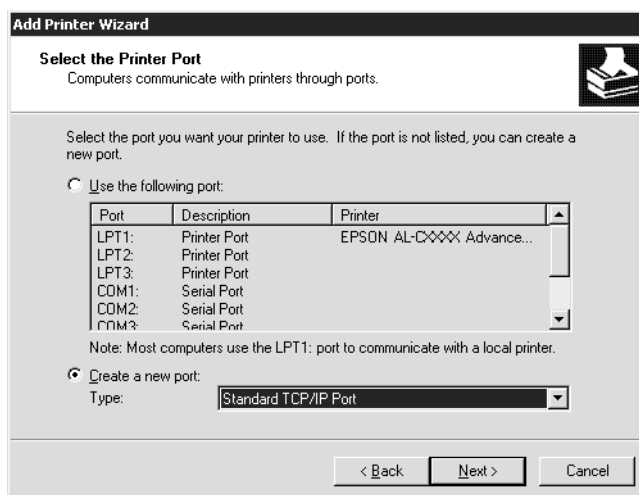 Add Printer Wizard
Select the Printer Port
Computers communicate with printers through ports.
Select the port you want your printer to use. If the port is not listed, you can create a
new port.
Use the following port:
Port Description Printer
LPT1: Printer Port EPSON AL-CXXXX Advance...
LPT2: Printer Port
LPT3: Printer Port
COM1: Serial Port
COM2: Serial Port
COM3: Serial Port
Note: Most computers use the LPT1: port to communicate with a local printer.
Create a new port:
Type: Standard TCP/IP Port
< Back Next > Cancel